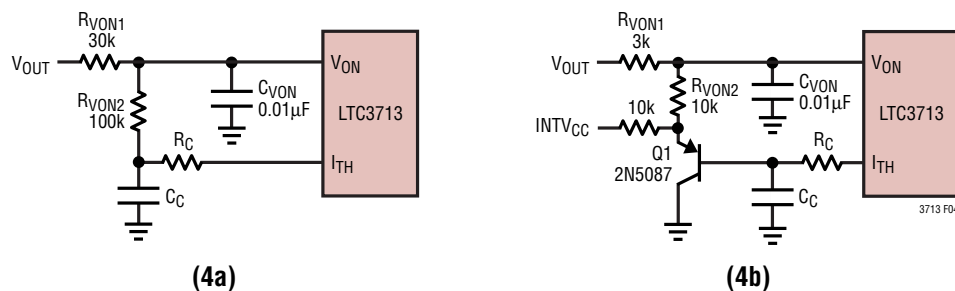 RVON1
30k
VOUT
RVON2
100k
CVON
0.01μF
RC
CC
VON
LTC3713
ITH
(4a)
RVON1
3k
VOUT
RVON2
10k
10k
INTVCC
Q1
2N5087
CVON
0.01μF
RC
CC
VON
LTC3713
ITH
3713 F04
(4b)